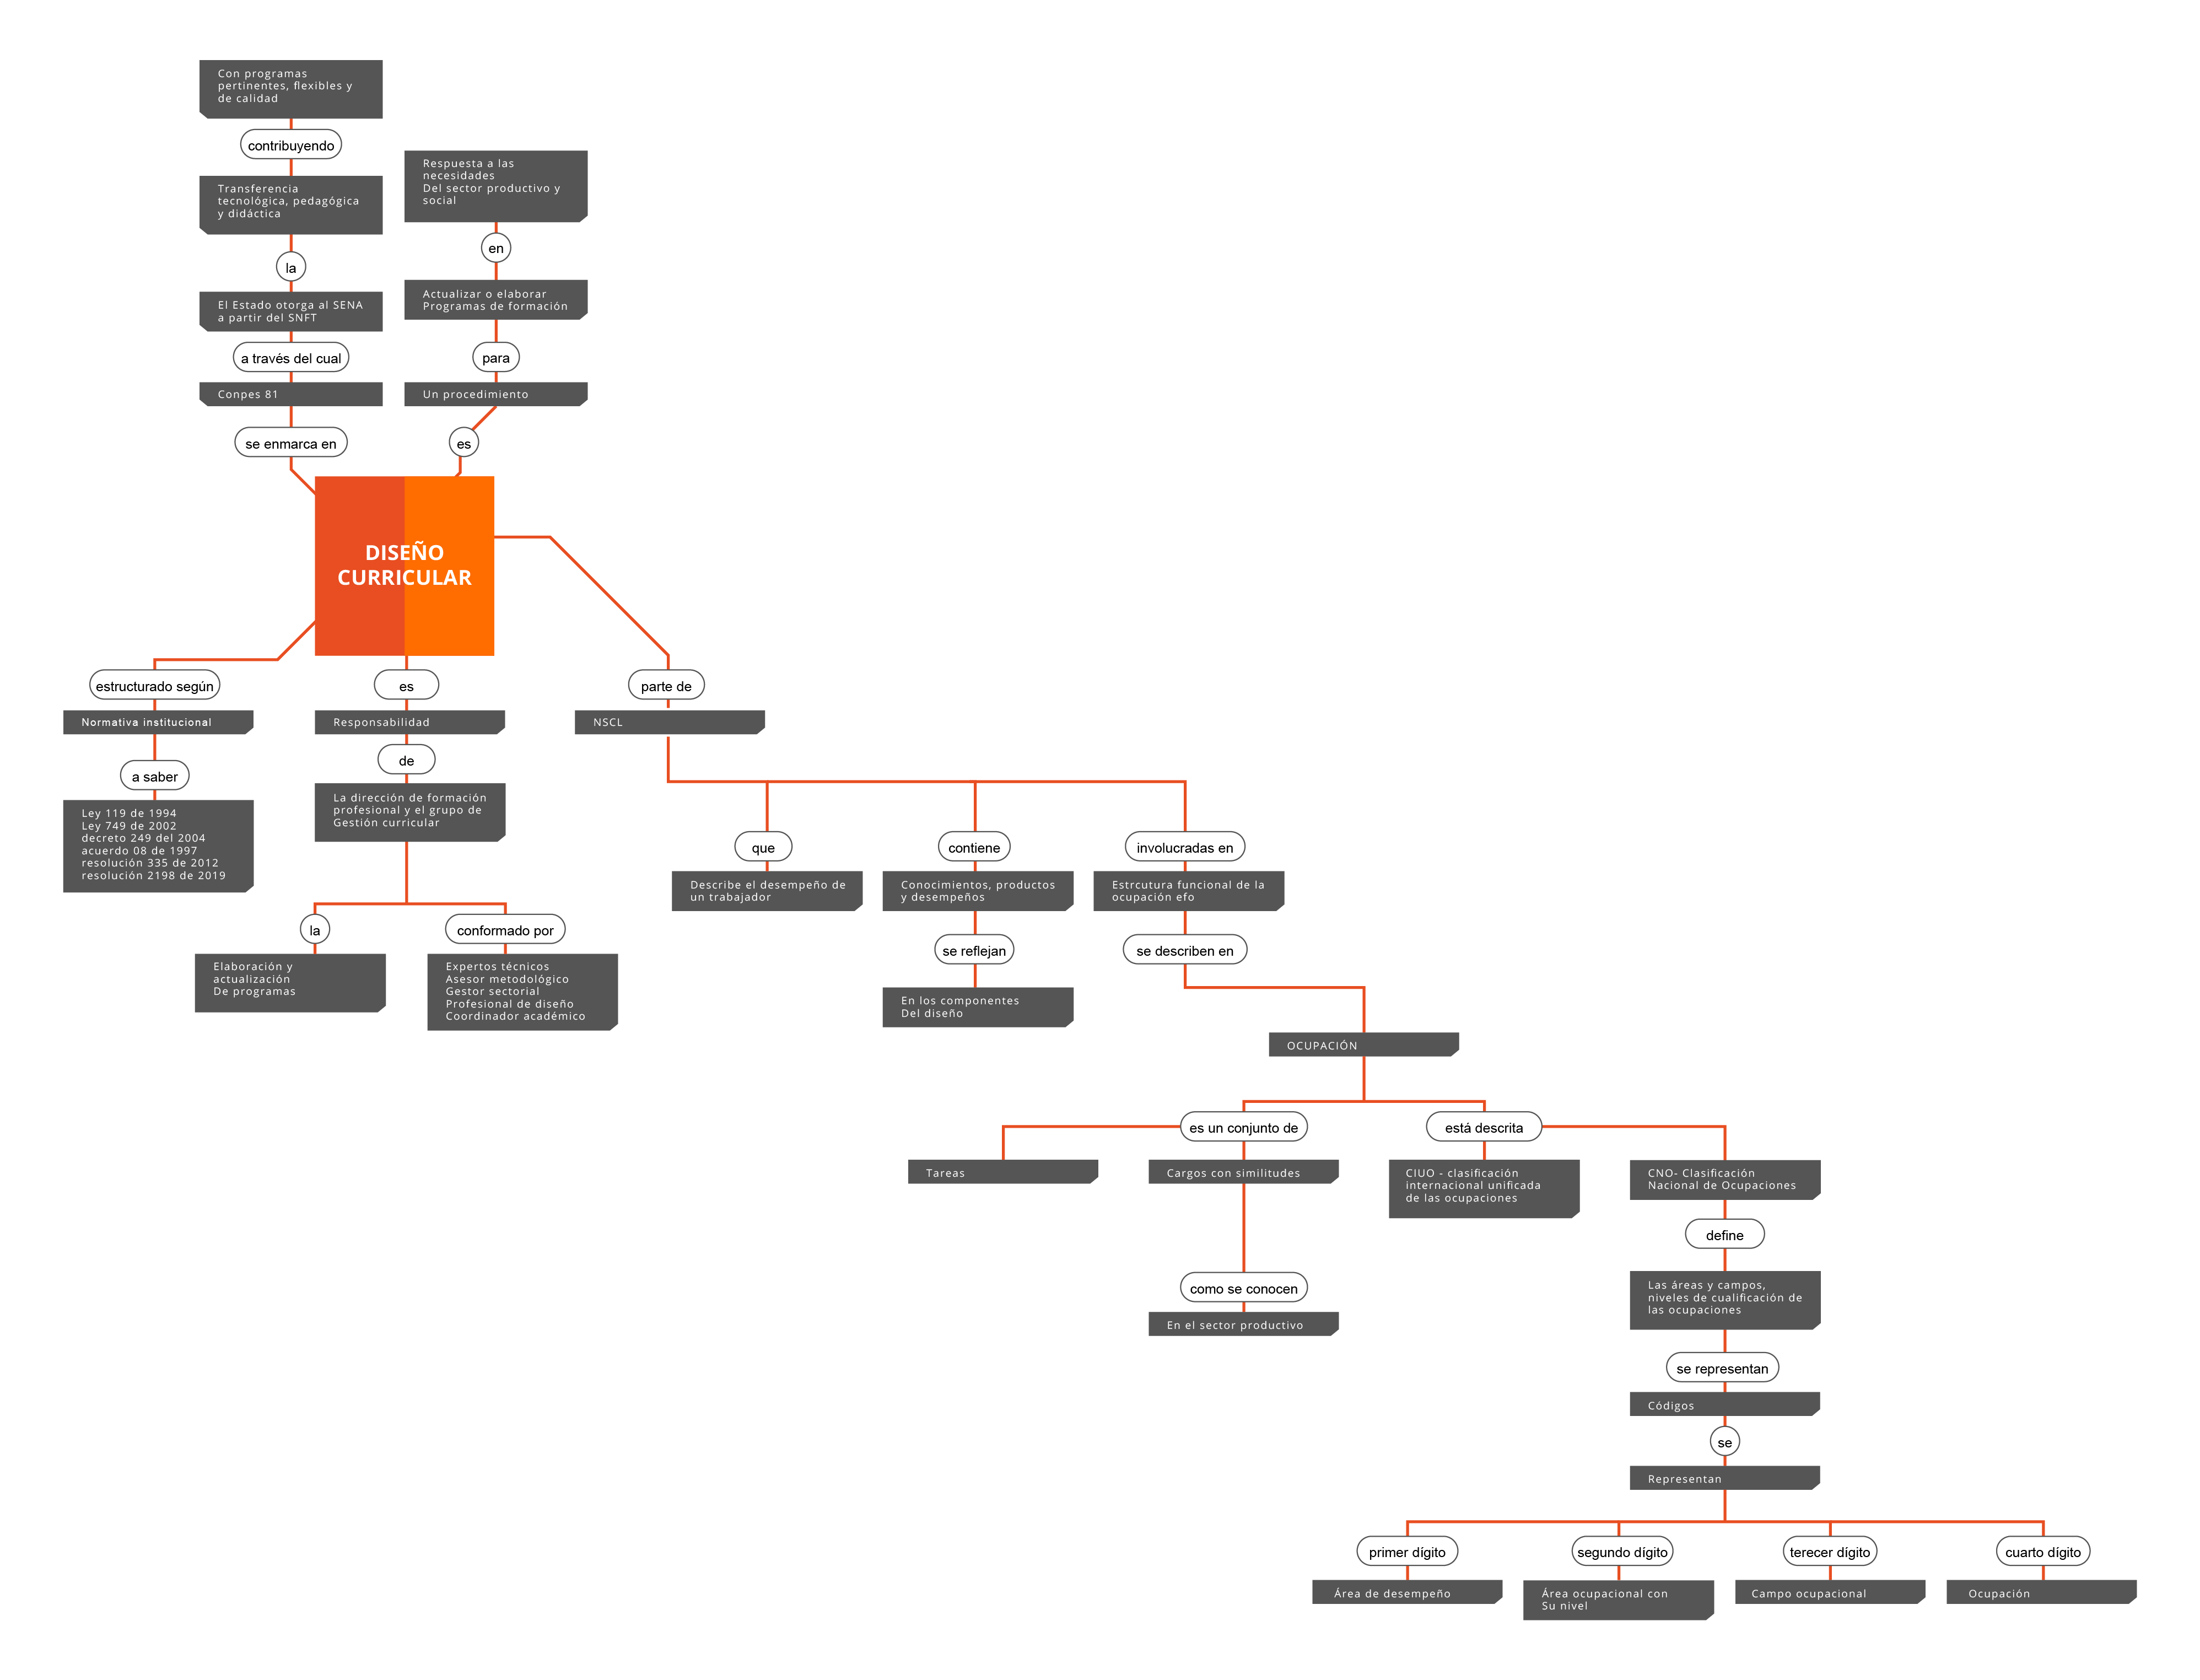 Con programas
pertinentes, flexibles y
de calidad
contribuyendo
Transferencia
tecnológica, pedagógica
y didáctica
la
El Estado otorga al SENA
a partir del SNFT
a través del cual
Conpes 81
se enmarca en
Respuesta a las
necesidades
Del sector productivo y
social
en
Actualizar o elaborar
Programas de formación
para
Un procedimiento
es
DISEÑO
CURRICULAR
estructurado según
Normativa institucional
a saber
Ley 119 de 1994
Ley 749 de 2002
decreto 249 del 2004
acuerdo 08 de 1997
resolución 335 de 2012
resolución 2198 de 2019
es
Responsabilidad
de
La dirección de formación
profesional y el grupo de
Gestión curricular
la
Elaboración y
actualización
De programas
conformado por
Expertos técnicos
Asesor metodológico
Gestor sectorial
Profesional de diseño
Coordinador académico
parte de
NSCL
que
Describe el desempeño de
un trabajador
contiene
Conocimientos, productos
y desempeños
se reflejan
En los componentes
Del diseño
involucradas en
Estrcutura funcional de la
ocupación efo
se describen en
OCUPACIÓN
es un conjunto de
Tareas
Cargos con similitudes
como se conocen
En el sector productivo
está descrita
CIUO - clasificación
internacional unificada
de las ocupaciones
CNO- Clasificación
Nacional de Ocupaciones
define
Las áreas y campos,
niveles de cualificación de
las ocupaciones
se representan
Códigos
se
Representan
primer dígito
Área de desempeño
segundo dígito
Área ocupacional con
Su nivel
terecer dígito
Campo ocupacional
cuarto dígito
Ocupación